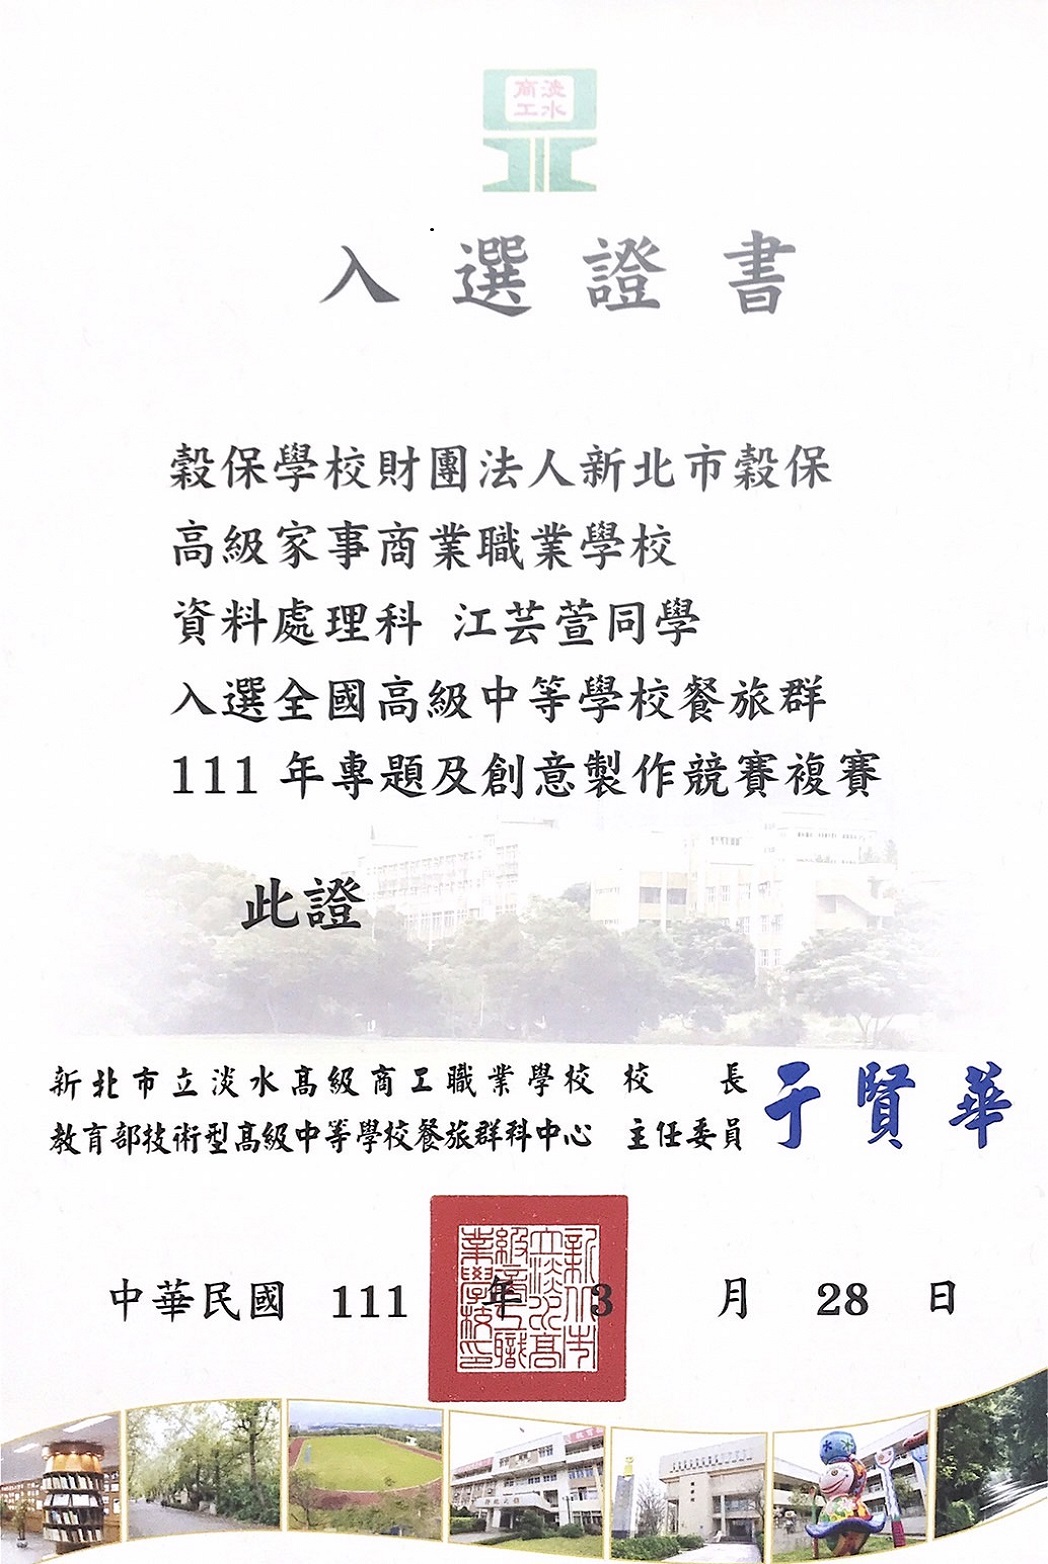 淡水
商工
入選證書
穀保學校財團法人新北市穀保
高級家事商業職業學校
資料處理科 江芸萱同學
入選全國高級中等學校餐旅群
111 年專題及創意製作競賽複賽
此證
新北市立淡水高級商工職業學校 校長 于賢華
教育部技術型高級中等學校餐旅群科中心 主任委員
中華民國 111 年 3 月 28 日
新北市
立淡水高
級商工職
業學校印